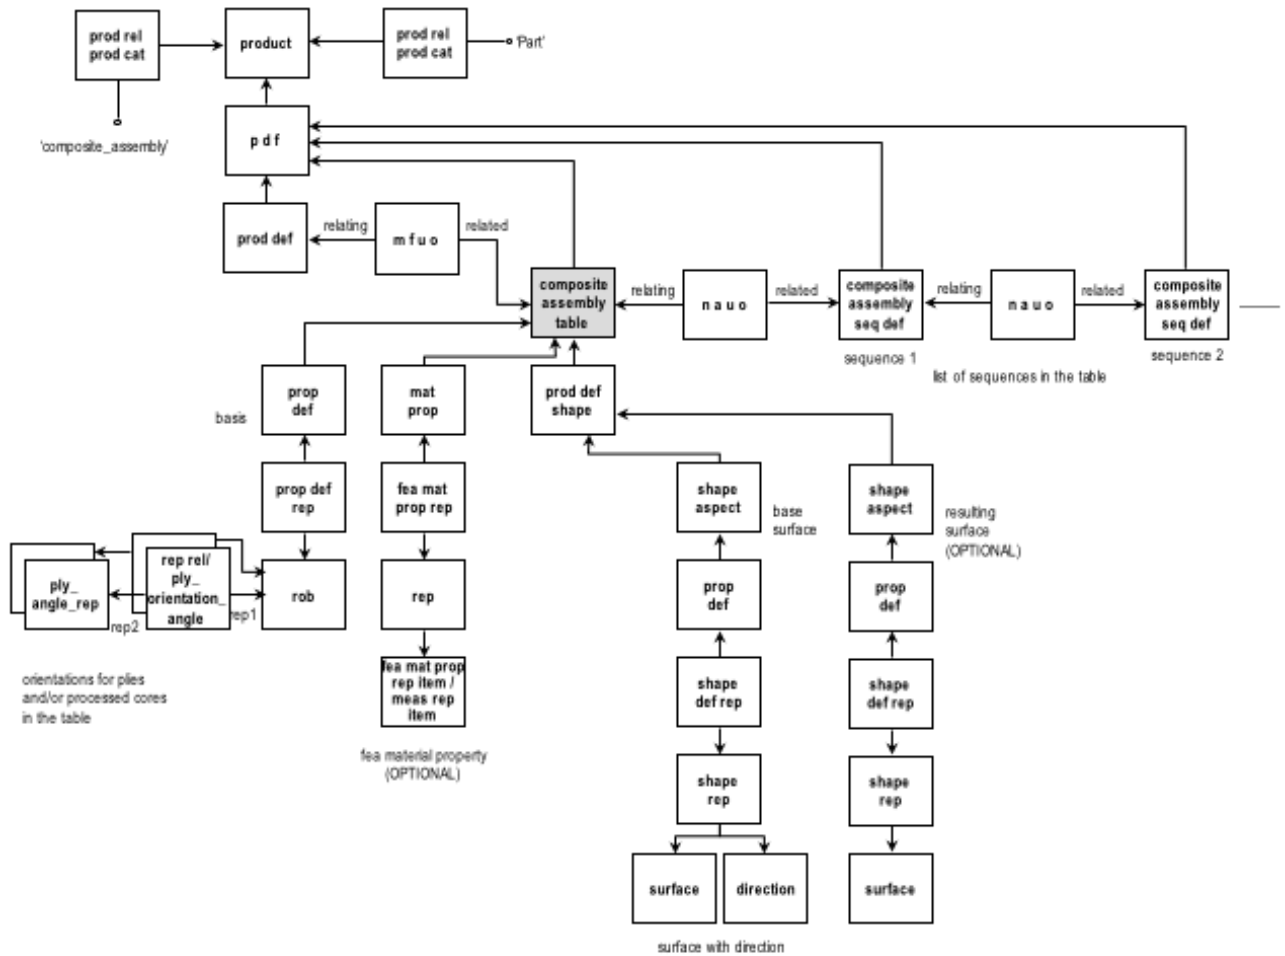 prod rel
prod cat
product
prod rel
prod cat
'Part'
'composite_assembly'
p d f
prod def
relating
m f u o
related
composite
assembly
table
relating
n a u o
related
composite
assembly
seq def
relating
n a u o
related
composite
assembly
seq def
sequence 1
sequence 2
list of sequences in the table
basis
prop
def
mat
prop
prod def
shape
prop def
rep
fea mat
prop rep
shape
aspect
base
surface
shape
aspect
resulting
surface
(OPTIONAL)
ply_
angle_rep
rep2
rep rel/
ply_
orientation_
angle
rep1
rob
rep
prop
def
prop
def
orientations for plies
and/or processed cores
in the table
fea mat prop
rep item /
meas rep
item
fea material property
(OPTIONAL)
shape
def rep
shape
def rep
shape
rep
shape
rep
surface
direction
surface
surface with direction